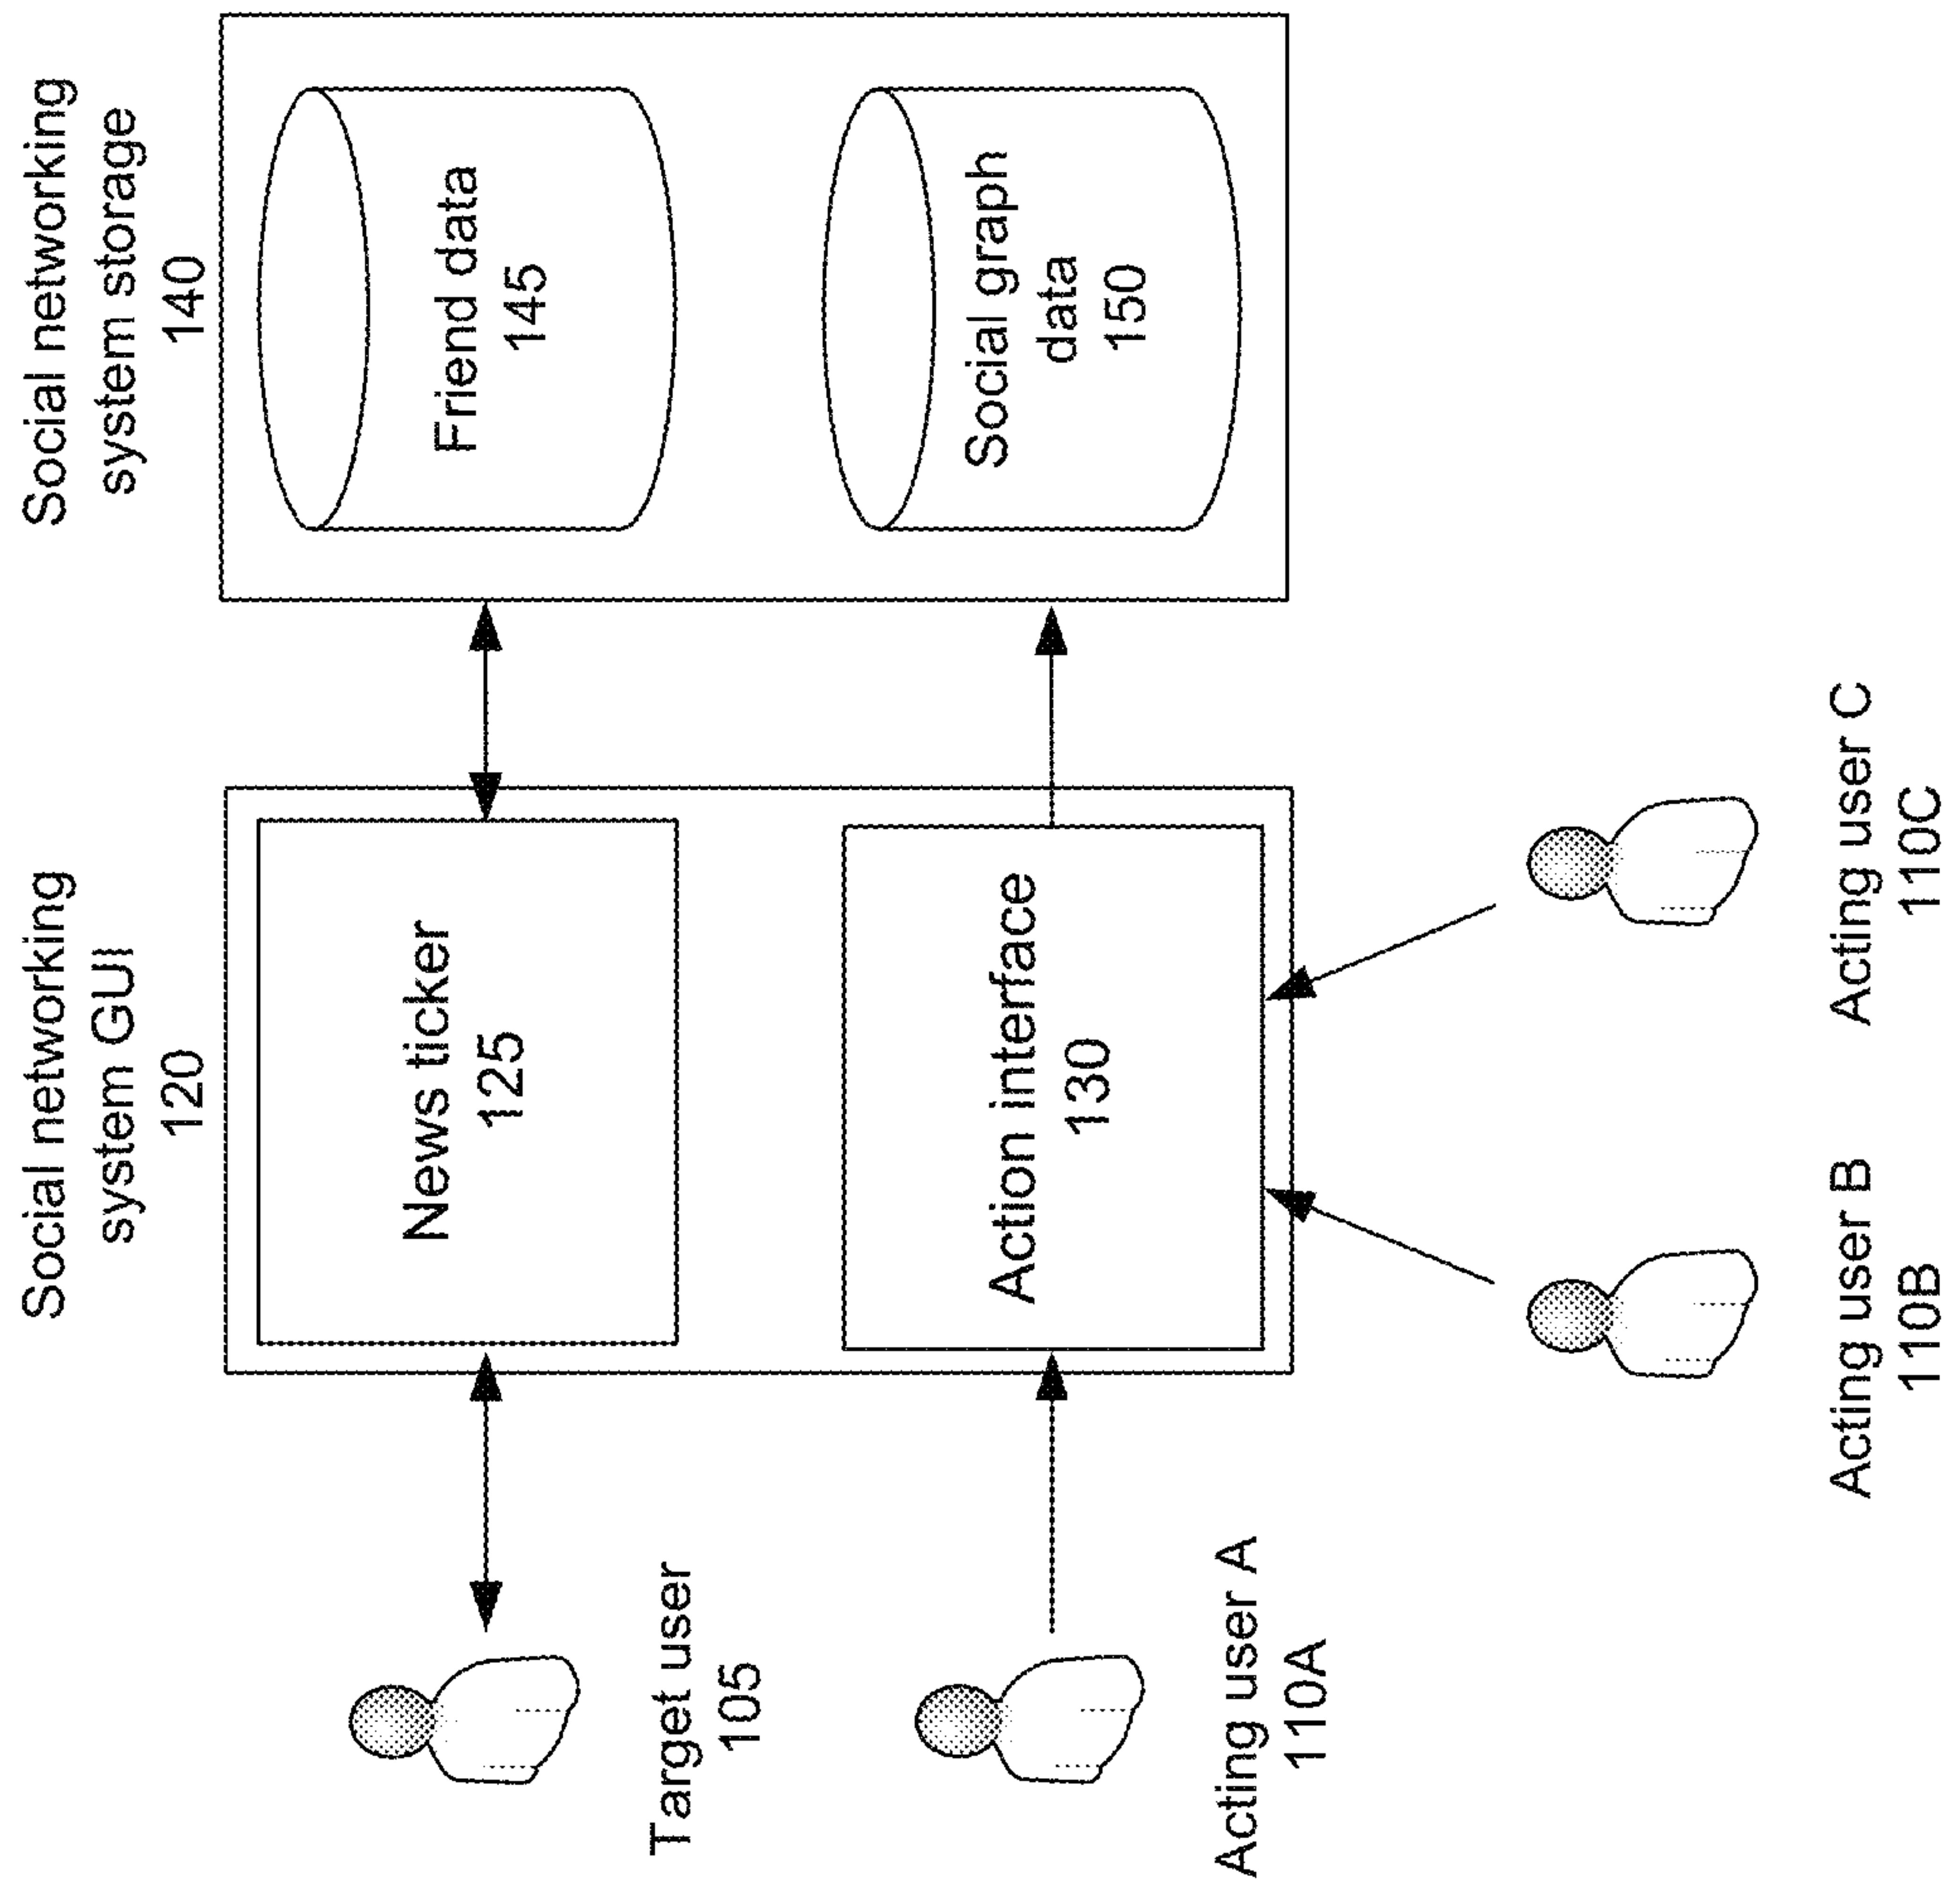 Social networking
system GUI
120
Social networking
system storage
140
Target user
105
News ticker
125
Friend data
145
Acting user A
110A
Action interface
130
Social graph
data
150
Acting user B
110B
Acting user C
110C